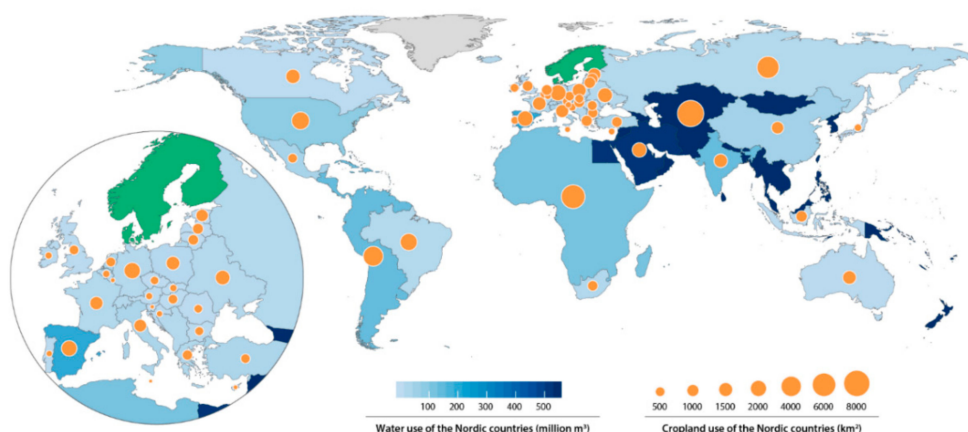 100 200 300 400 500
Water use of the Nordic countries (million m³)
500 1000 1500 2000 4000 6000 8000
Cropland use of the Nordic countries (km²)